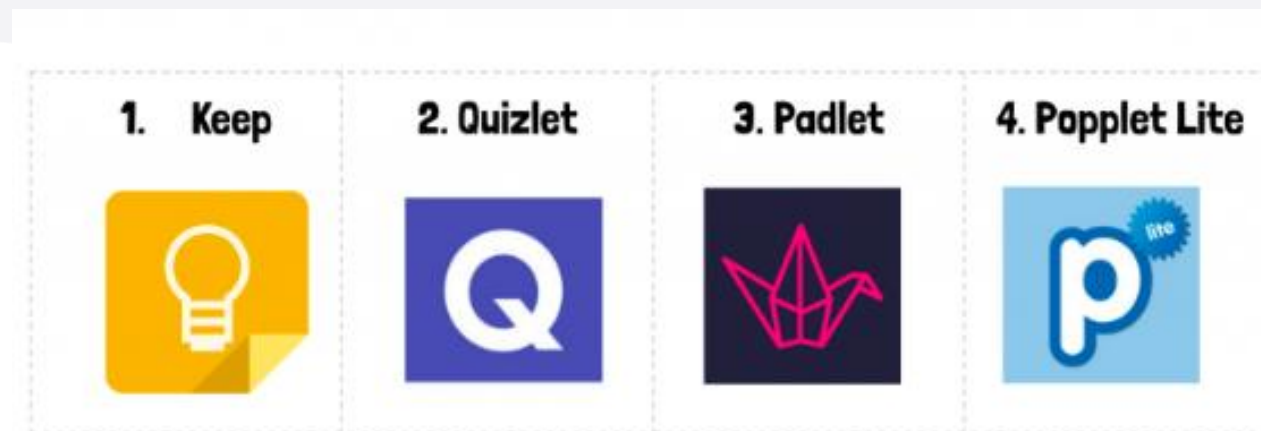 1. Keep
2. Quizlet
3. Padlet
4. Popplet Lite
Q
p
lite